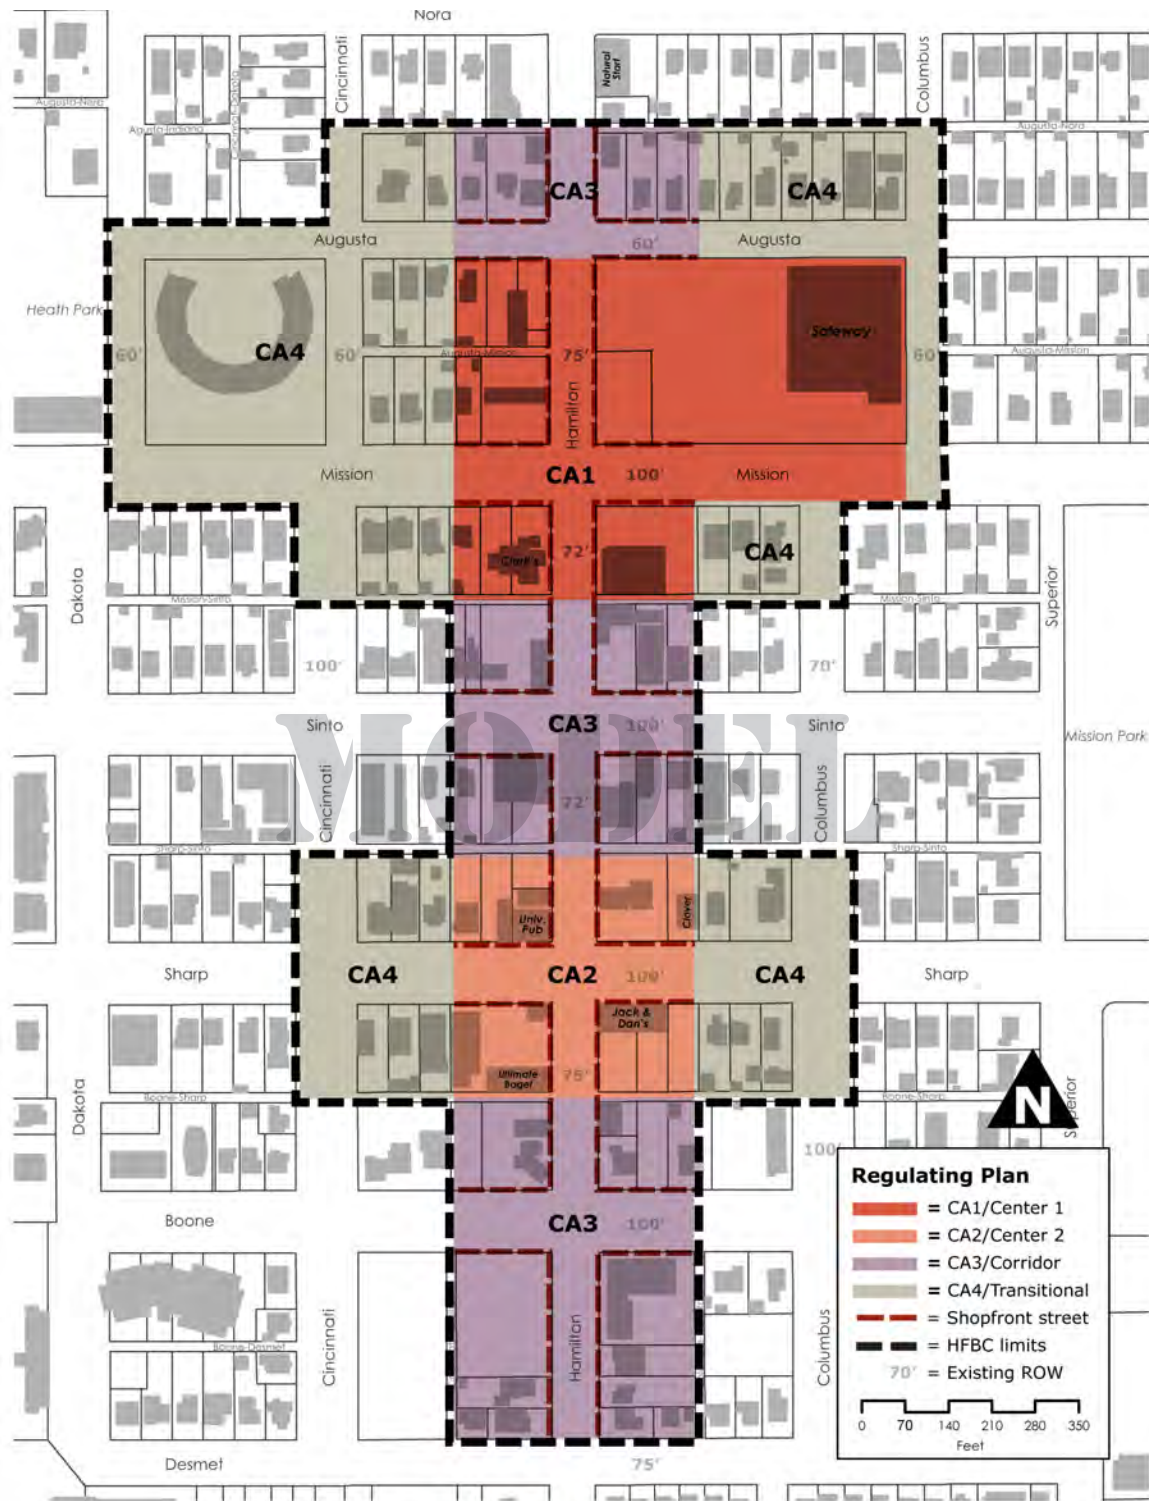 Nora
Cincinnati
Columbus
Natural
Start
Augusta-Nora
Agusta-Indiana
Cincinnati-Dakota
Augusta-Nora
CA3
CA4
Augusta
60'
Augusta
Heath Park
CA4
60'
60'
75'
60'
Safeway
Augusta-Mission
Augusta-Mission
Hamilton
Mission
CA1
100'
Mission
Clark's
72'
CA4
Dakota
Superior
Mission-Sinto
Mission-Sinto
100'
70'
Sinto
CA3
100'
Sinto
Mission Park
MODEL
Cincinnati
72'
Columbus
Sharp-Sinto
Sharp-Sinto
Univ.
Pub
Clover
Sharp
CA4
CA2
100'
CA4
Sharp
Jack &
Dan's
Ultimate
Bagel
75'
Dakota
Superior
Boone-Sharp
Boone-Sharp
N
100'
Boone
CA3
100'
Cincinnati
Hamilton
Columbus
Boone-Desmet
Desmet
75'
Regulating Plan
= CA1/Center 1
= CA2/Center 2
= CA3/Corridor
= CA4/Transitional
= Shopfront street
= HFBC limits
70' = Existing ROW
0 70 140 210 280 350
Feet